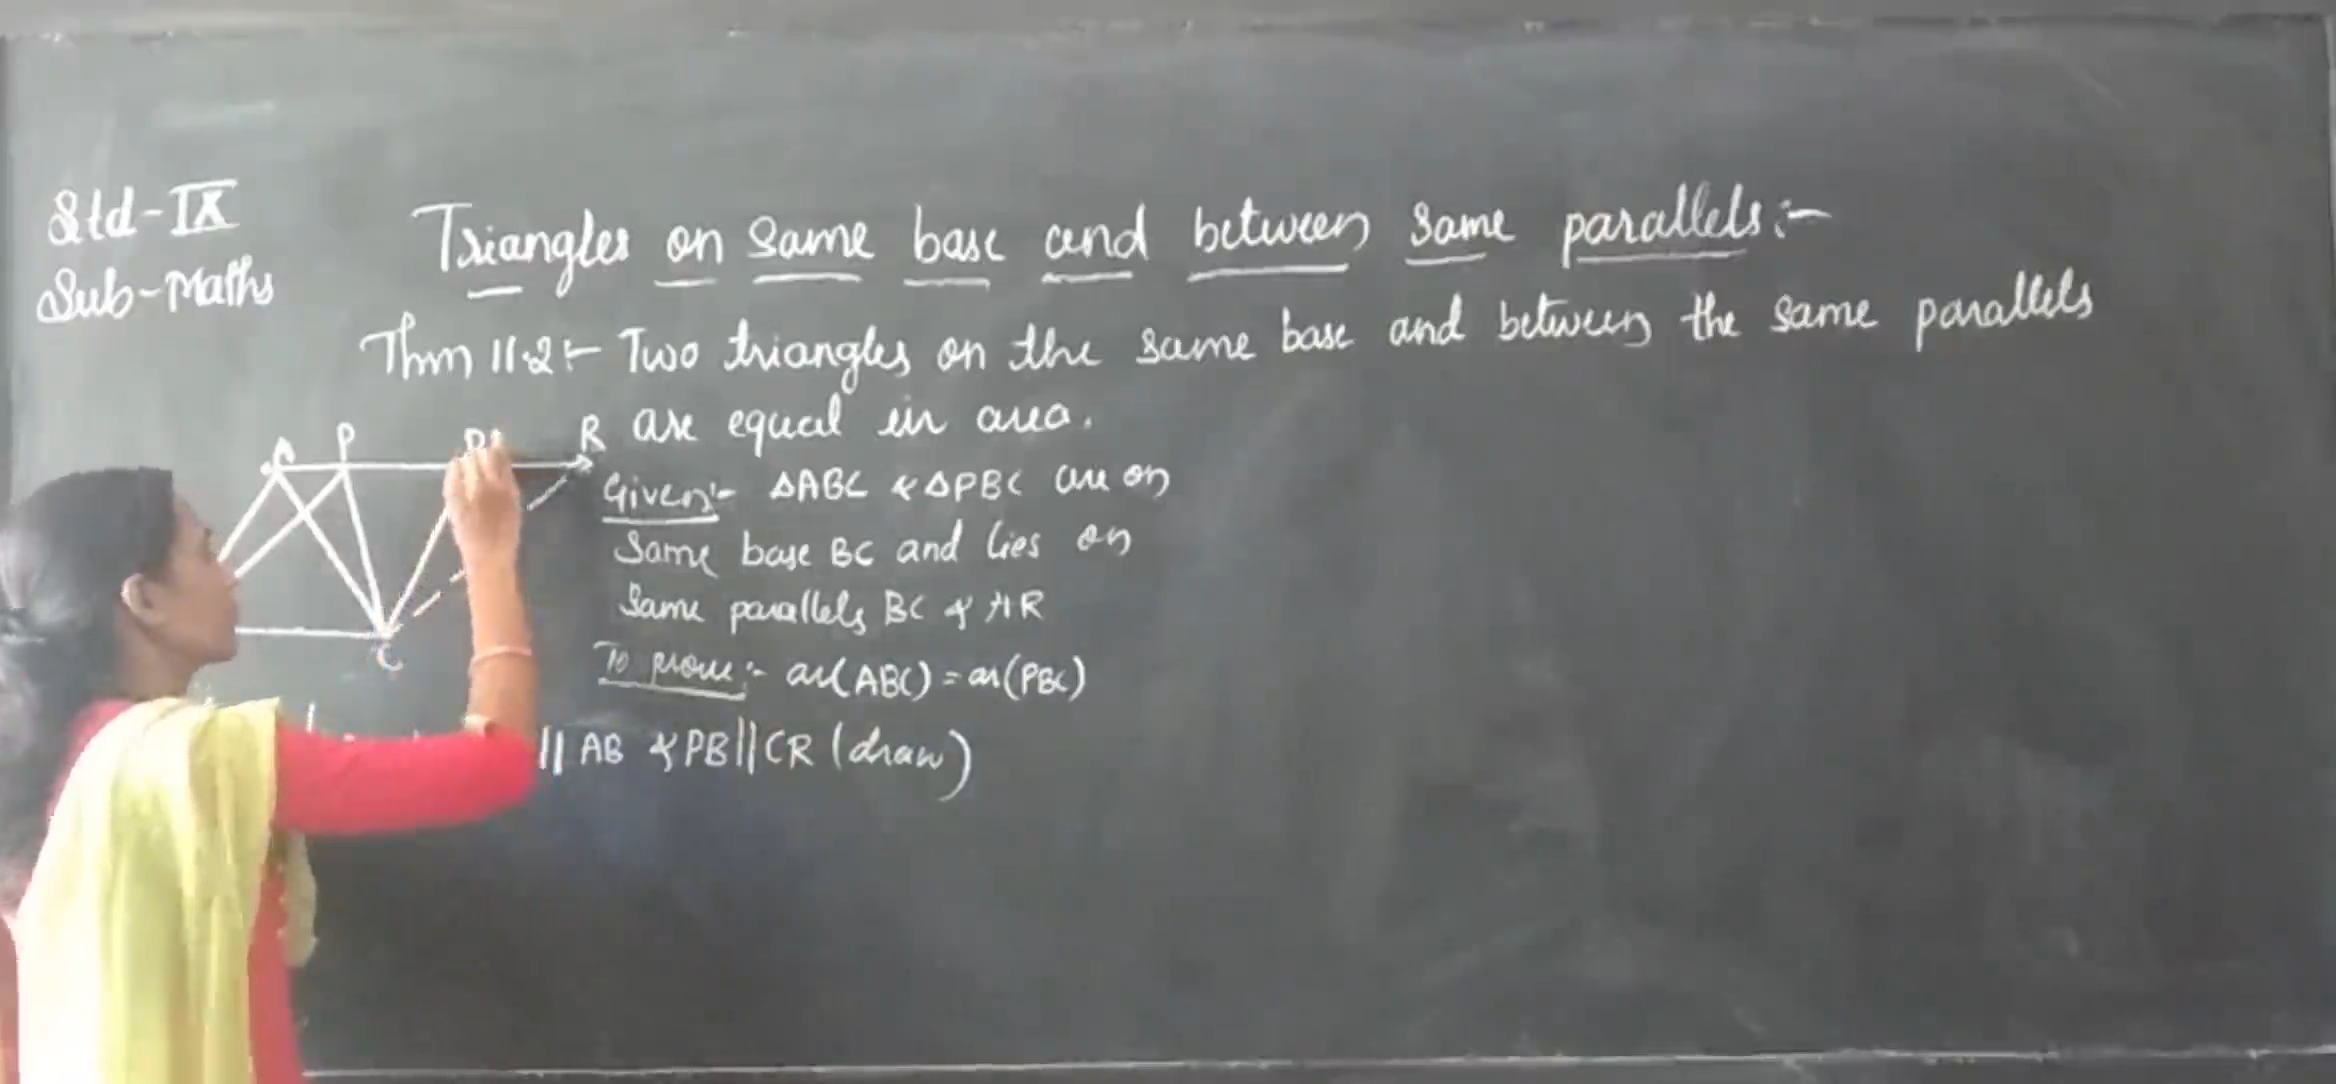 Std-IX
Sub-Maths
Triangles on same base and between same parallels:-
Thm 11.2:- Two triangles on the same base and between the same parallels
are equal in area.
A P R
C
Given:- ΔABC & ΔPBC are on
Same base BC and lies on
Same parallels BC & AR
To prove:- ar(ABC) = ar(PBC)
|| AB & PB || CR (draw)